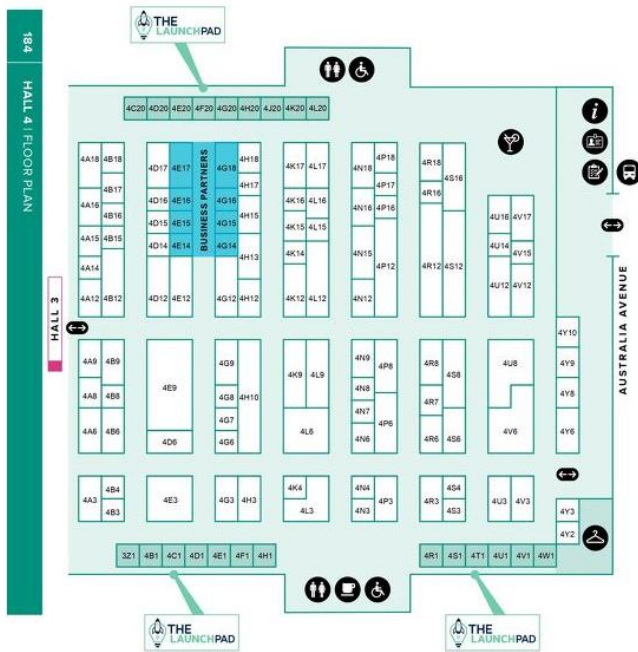 184
HALL 4 | FLOOR PLAN
THE
LAUNCHPAD
4C20 4D20 4E20 4F20 4G20 4H20 4J20 4K20 4L20
i
4A18 4B18 4D17 4E17 BUSINESS PARTNERS 4G18 4H18 4K17 4L17 4N18 4P18 4R18 4S16
4B17 4H17 4P17 4R16
4A16 4B16 4D16 4E16 4G16 4H15 4K16 4L16 4N16 4P16 4U16 4V17
4A15 4B15 4D15 4E15 4G15 4K15 4L15
4D14 4E14 4G14 4H13 4K14 4N15 4P12 4R12 4S12 4U14 4V15
4A14
4A12 4B12 4D12 4E12 4G12 4H12 4K12 4L12 4N12 4U12 4V12
HALL 3
AUSTRALIA AVENUE
4Y10
4A9 4B9 4E9 4G9 4H10 4K9 4L9 4N9 4P8 4R8 4S8 4U8 4Y9
4A8 4B8 4G8 4N8 4R7 4Y8
4G7 4N7 4P6
4A6 4B6 4D6 4G6 4L6 4N6 4R6 4S6 4V6 4Y6
4A3 4B4 4E3 4G3 4H3 4K4 4L3 4N4 4P3 4R3 4S4 4U3 4V3
4B3 4N3 4S3
4Y3
4Y2
3Z1 4B1 4C1 4D1 4E1 4F1 4H1
4R1 4S1 4T1 4U1 4V1 4W1
THE
LAUNCHPAD
THE
LAUNCHPAD